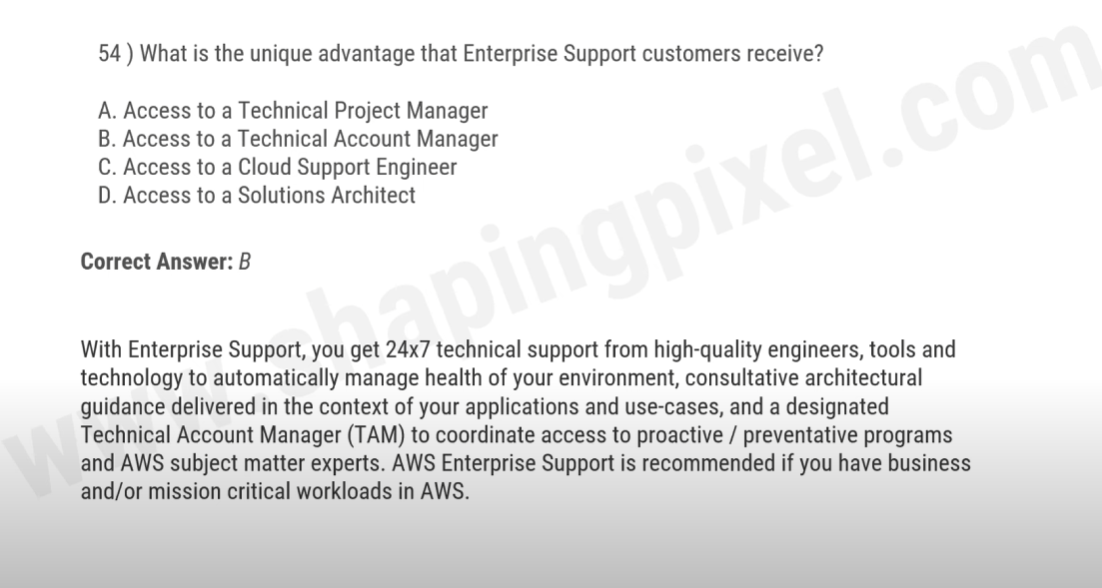 54 ) What is the unique advantage that Enterprise Support customers receive?
A. Access to a Technical Project Manager
B. Access to a Technical Account Manager
C. Access to a Cloud Support Engineer
D. Access to a Solutions Architect
Correct Answer: B
With Enterprise Support, you get 24x7 technical support from high-quality engineers, tools and
technology to automatically manage health of your environment, consultative architectural
guidance delivered in the context of your applications and use-cases, and a designated
Technical Account Manager (TAM) to coordinate access to proactive / preventative programs
and AWS subject matter experts. AWS Enterprise Support is recommended if you have business
and/or mission critical workloads in AWS.
www.shapingpixel.com